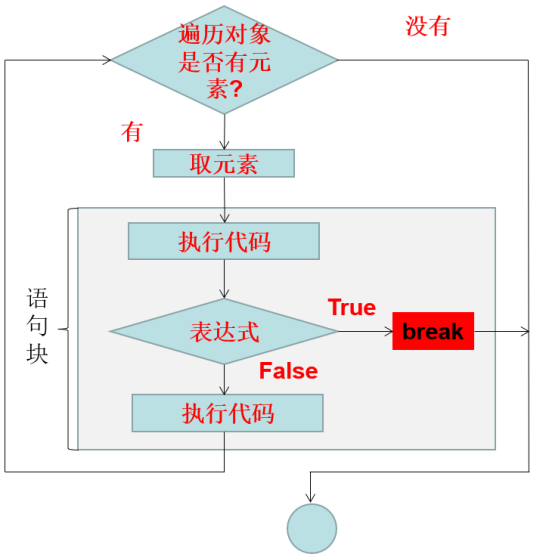 没有
遍历对象
是否有元
素?
有
取元素
执行代码
语
句
块
True
表达式
break
False
执行代码